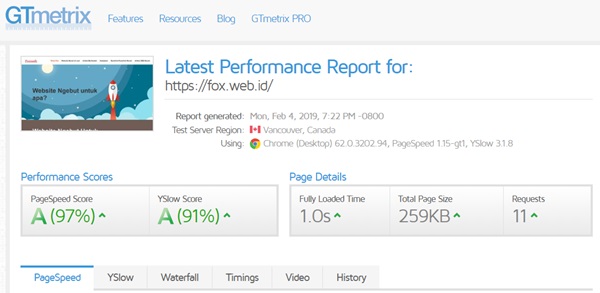 GTmetrix Features Resources Blog GTmetrix PRO
Latest Performance Report for:
https://fox.web.id/
Website Ngebut untuk
apa?
Website Ngebut Untuk
Report generated: Mon, Feb 4, 2019, 7:22 PM -0800
Test Server Region: Vancouver, Canada
Using: Chrome (Desktop) 62.0.3202.94, PageSpeed 1.15-gt1, YSlow 3.1.8
Performance Scores
Page Details
PageSpeed Score
A (97%)
YSlow Score
A (91%)
Fully Loaded Time
1.0s
Total Page Size
259KB
Requests
11
PageSpeed YSlow Waterfall Timings Video History